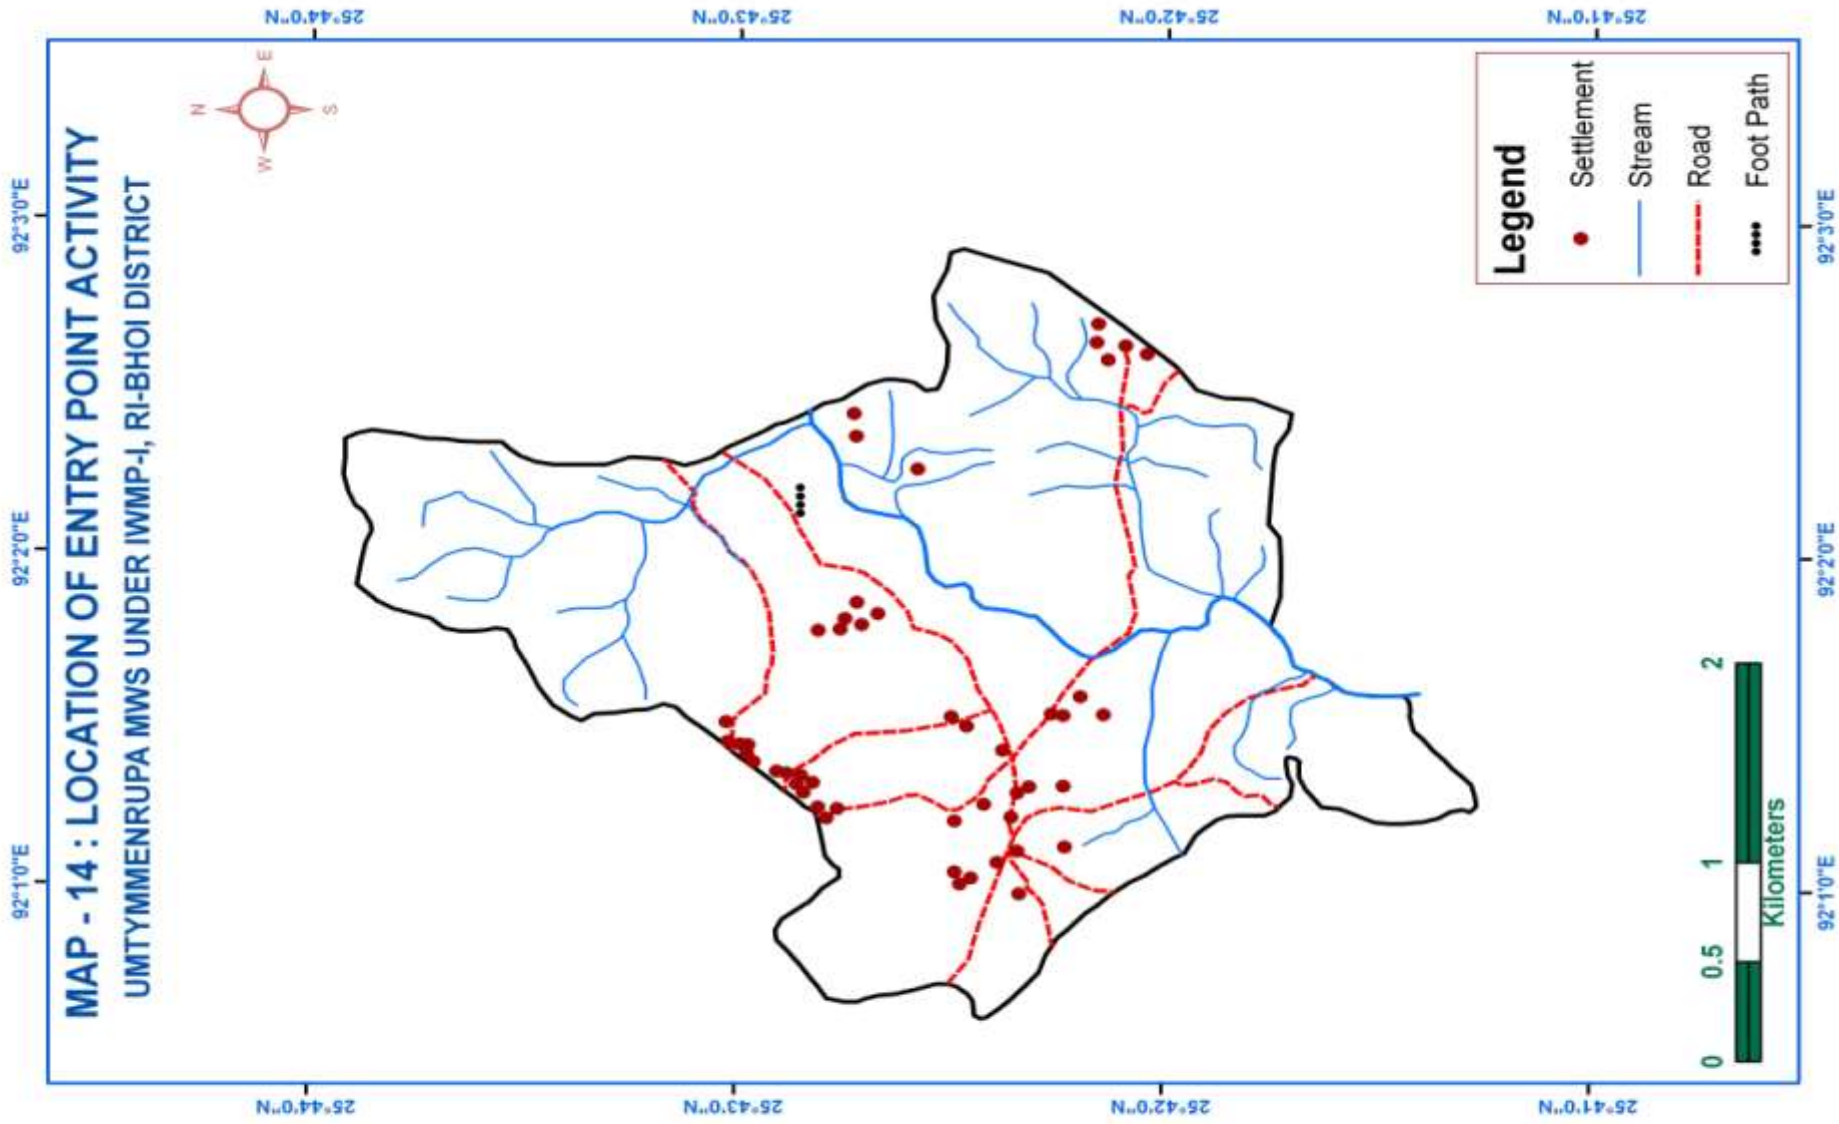 MAP - 14 : LOCATION OF ENTRY POINT ACTIVITY
UMTYMMENRUPA MWS UNDER IWMP-I, RI-BHOI DISTRICT
92°1'0"E
92°2'0"E
92°3'0"E
25°44'0"N
25°43'0"N
25°42'0"N
25°41'0"N
N
W
E
S
25°44'0"N
25°43'0"N
25°42'0"N
25°41'0"N
Legend
Settlement
Stream
Road
Foot Path
0 0.5 1 2
Kilometers
92°1'0"E
92°2'0"E
92°3'0"E